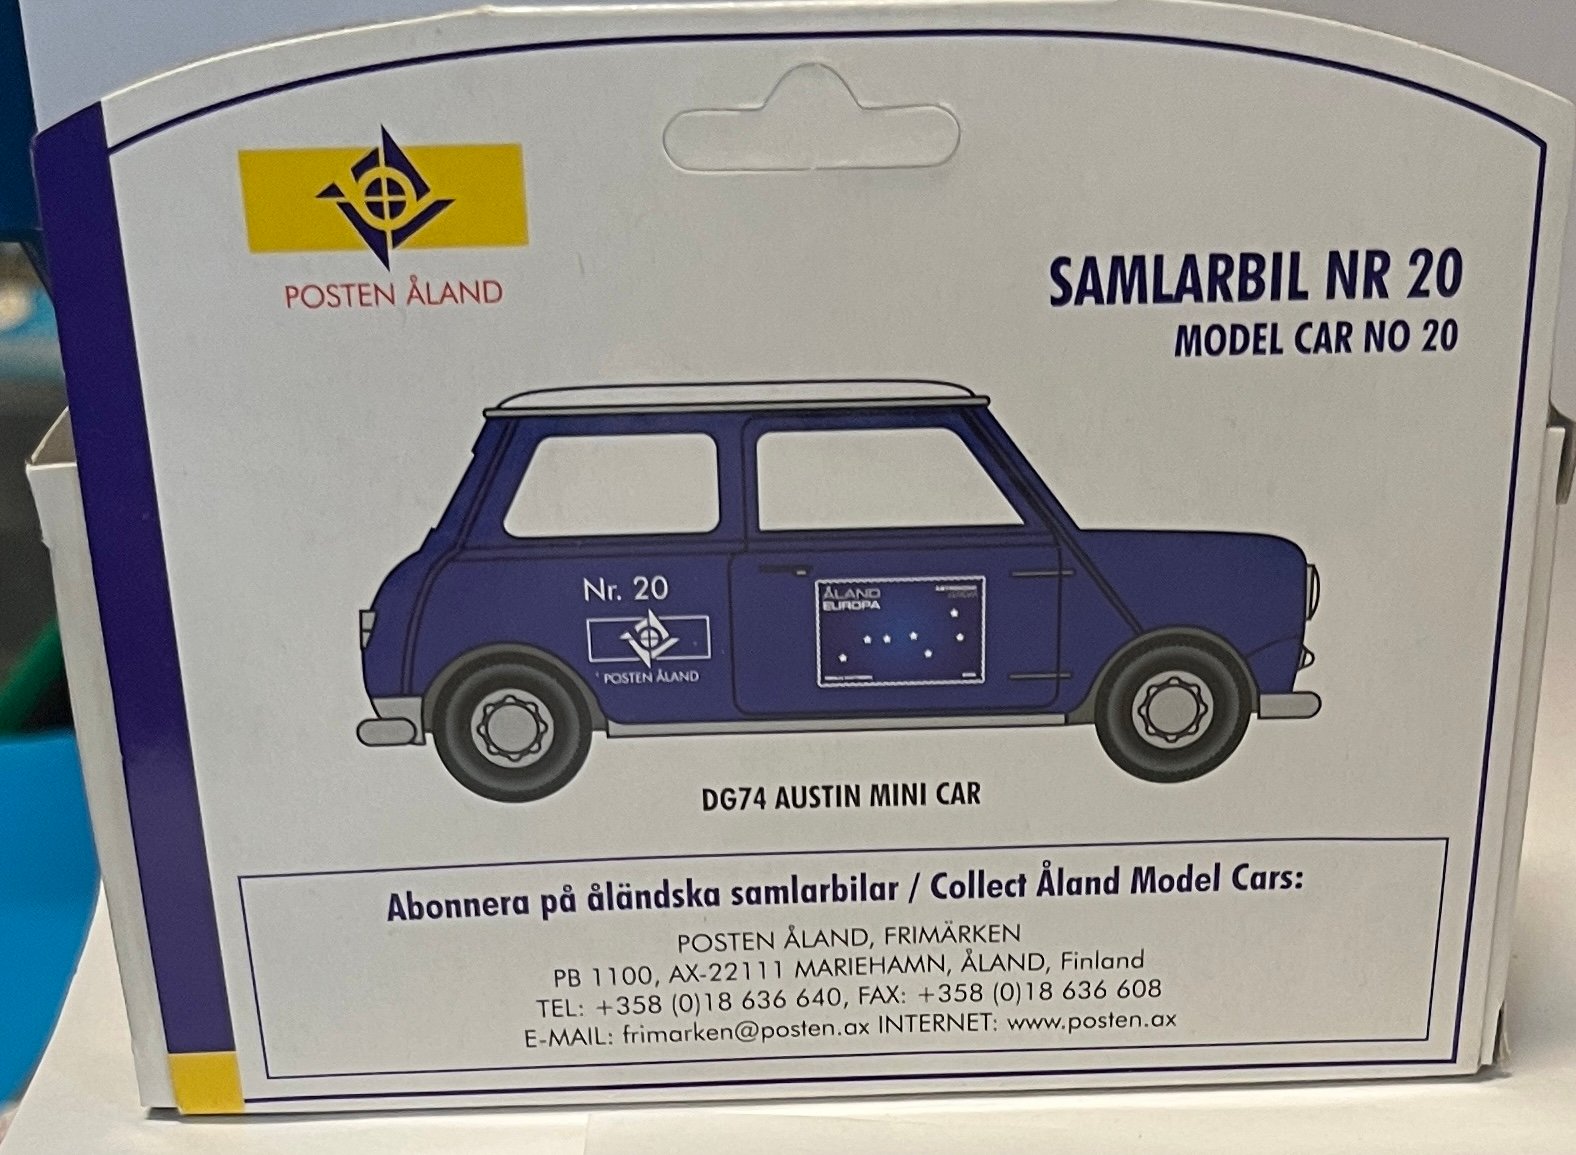 POSTEN ÅLAND
SAMLARBIL NR 20
MODEL CAR NO 20
Nr. 20
POSTEN ÅLAND
ÅLAND
EUROPA
DG74 AUSTIN MINI CAR
Abonnera på åländska samlarbilar / Collect Åland Model Cars:
POSTEN ÅLAND, FRIMÄRKEN
PB 1100, AX-22111 MARIEHAMN, ÅLAND, Finland
TEL: +358 (0)18 636 640, FAX: +358 (0)18 636 608
E-MAIL: frimarken@posten.ax INTERNET: www.posten.ax